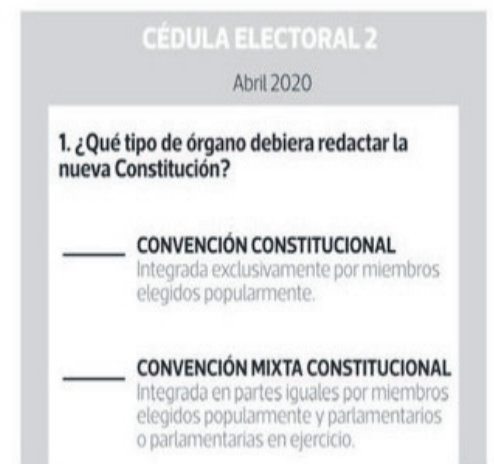 CÉDULA ELECTORAL 2
Abril 2020
1. ¿Qué tipo de órgano debiera redactar la
nueva Constitución?
CONVENCIÓN CONSTITUCIONAL
Integrada exclusivamente por miembros
elegidos popularmente.
CONVENCIÓN MIXTA CONSTITUCIONAL
Integrada en partes iguales por miembros
elegidos popularmente y parlamentarios
o parlamentarias en ejercicio.